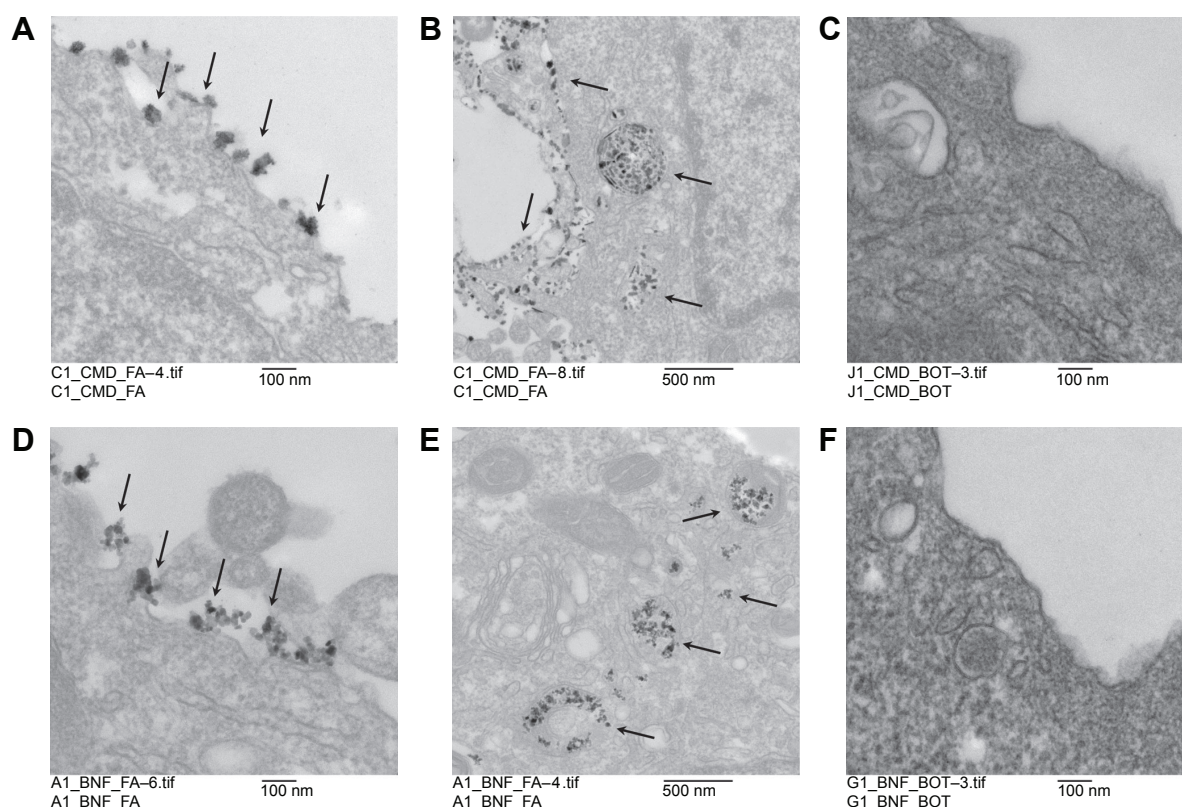 A
B
C
C1_CMD_FA–4.tif
C1_CMD_FA
100 nm
C1_CMD_FA–8.tif
C1_CMD_FA
500 nm
J1_CMD_BOT–3.tif
J1_CMD_BOT
100 nm
D
E
F
A1_BNF_FA–6.tif
A1_BNF_FA
100 nm
A1_BNF_FA–4.tif
A1_BNF_FA
500 nm
G1_BNF_BOT–3.tif
G1_BNF_BOT
100 nm